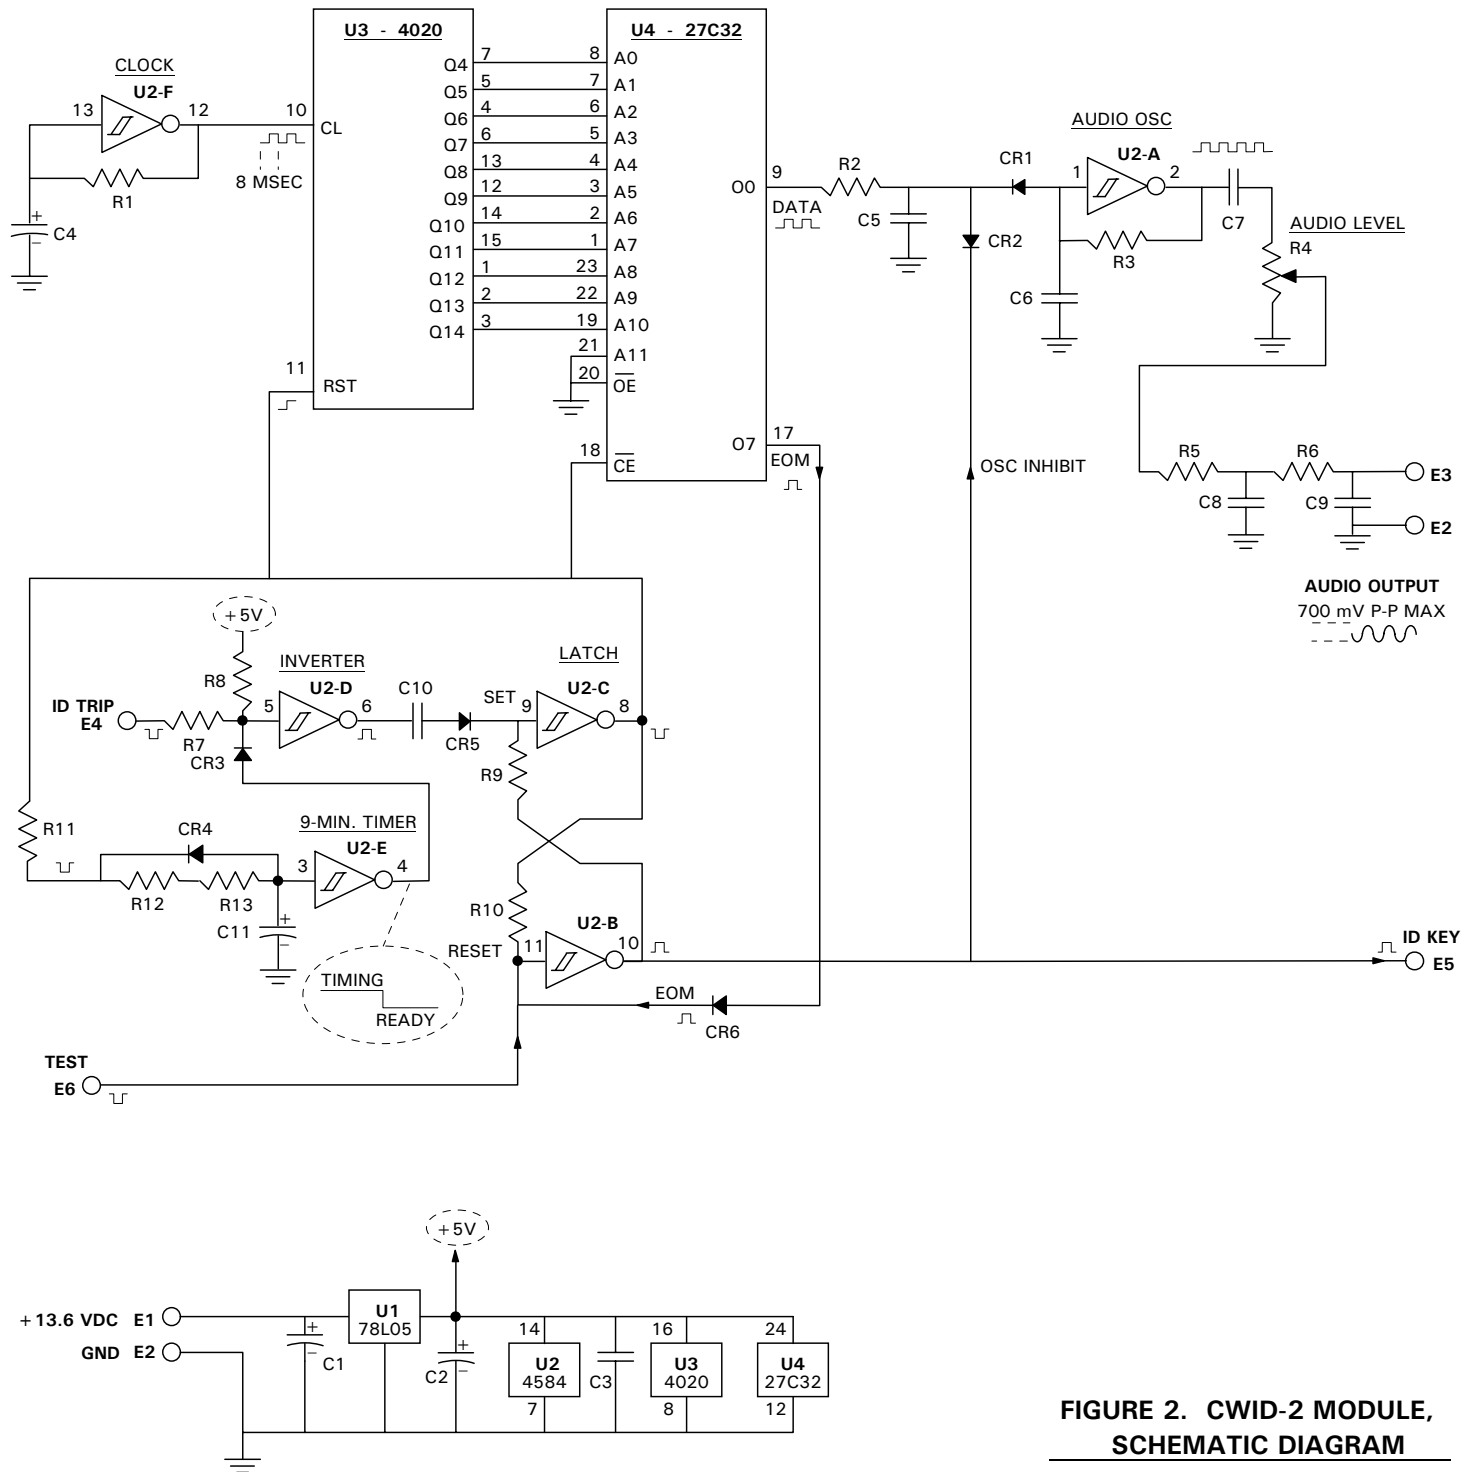 U3 - 4020
U4 - 27C32
CLOCK
U2-F
13
12
10
CL
8 MSEC
R1
C4
Q4 7 8 A0
Q5 5 7 A1
Q6 4 6 A2
Q7 6 5 A3
Q8 13 4 A4
Q9 12 3 A5
Q10 14 2 A6
Q11 15 1 A7
Q12 1 23 A8
Q13 2 22 A9
Q14 3 19 A10
21 A11
20 OE
11
RST
18
CE
O0
9
DATA
R2
C5
CR1
CR2
AUDIO OSC
U2-A
1
2
R3
C6
C7
AUDIO LEVEL
R4
O7
17
EOM
OSC INHIBIT
R5
R6
C8
C9
E3
E2
AUDIO OUTPUT
700 mV P-P MAX
+5V
R8
INVERTER
U2-D
5
6
C10
SET
CR5
LATCH
U2-C
9
8
ID TRIP
E4
R7
CR3
R9
R11
CR4
9-MIN. TIMER
U2-E
3
4
R12
R13
C11
R10
U2-B
RESET
11
10
ID KEY
E5
TIMING
READY
EOM
CR6
TEST
E6
+5V
+13.6 VDC E1
GND E2
U1
78L05
C1
C2
14
U2
4584
7
C3
16
U3
4020
8
24
U4
27C32
12
FIGURE 2. CWID-2 MODULE,
SCHEMATIC DIAGRAM